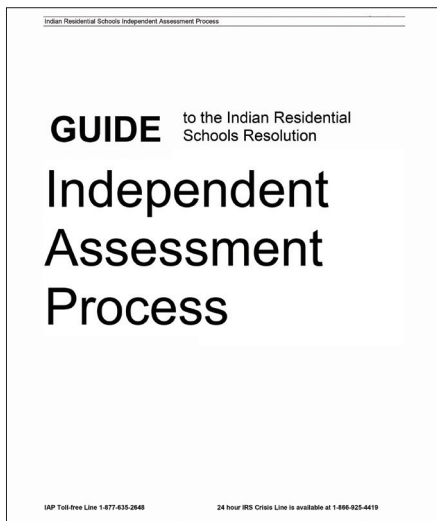 Indian Residential Schools Independent Assessment Process
GUIDE to the Indian Residential
Schools Resolution
Independent
Assessment
Process
IAP Toll-free Line 1-877-635-2648 24 hour IRS Crisis Line is available at 1-866-925-4419